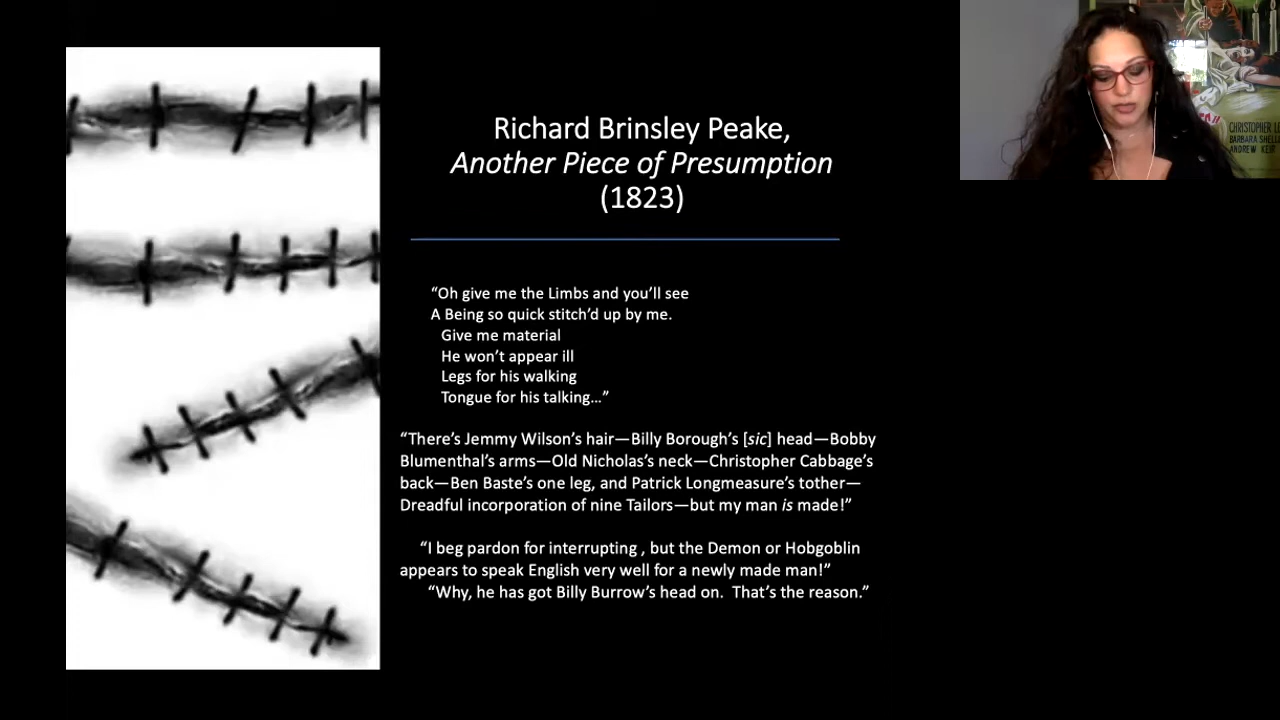 Richard Brinsley Peake,
Another Piece of Presumption
(1823)
“Oh give me the Limbs and you’ll see
A Being so quick stitch’d up by me.
Give me material
He won’t appear ill
Legs for his walking
Tongue for his talking…”
“There’s Jemmy Wilson’s hair—Billy Borough’s [sic] head—Bobby
Blumenthal’s arms—Old Nicholas’s neck—Christopher Cabbage’s
back—Ben Baste’s one leg, and Patrick Longmeasure’s tother—
Dreadful incorporation of nine Tailors—but my man is made!”
“I beg pardon for interrupting , but the Demon or Hobgoblin
appears to speak English very well for a newly made man!”
“Why, he has got Billy Burrow’s head on.  That’s the reason.”
CHRISTOPHER
BARBARA SHELLE
ANDREW KEIR